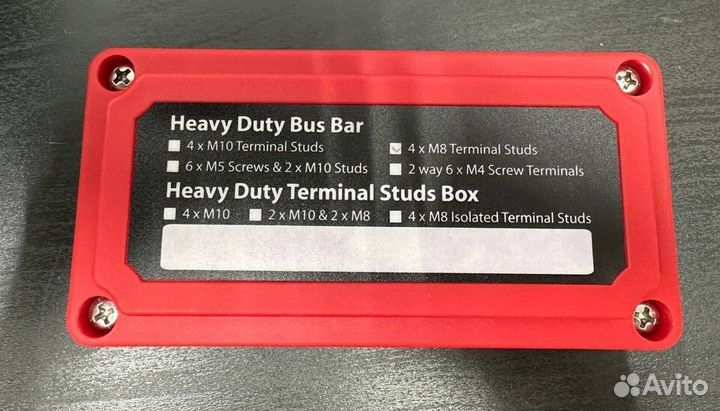 Heavy Duty Bus Bar
4 x M10 Terminal Studs 4 x M8 Terminal Studs
6 x M5 Screws & 2 x M10 Studs 2 way 6 x M4 Screw Terminals
Heavy Duty Terminal Studs Box
4 x M10 2 x M10 & 2 x M8 4 x M8 Isolated Terminal Studs
Avito